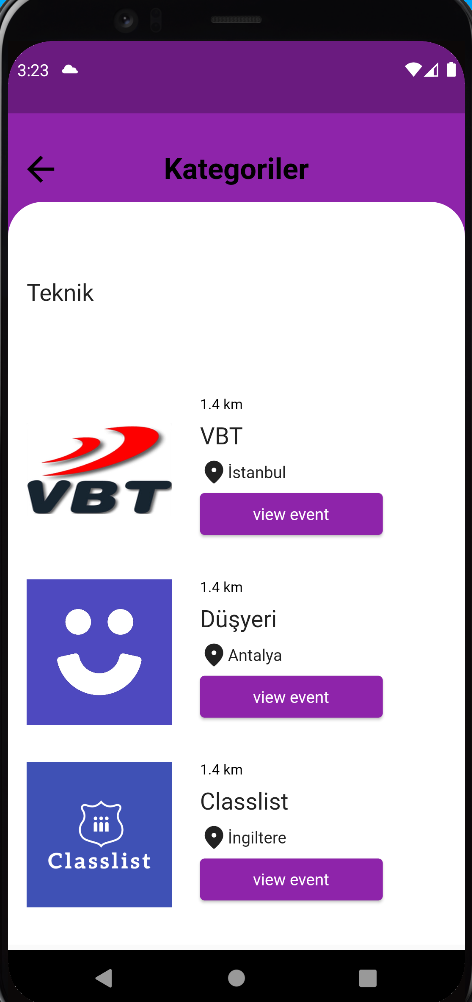 3:23
Kategoriler
Teknik
1.4 km
VBT
VBT
İstanbul
view event
1.4 km
Düşyeri
Antalya
view event
1.4 km
Classlist
Classlist
İngiltere
view event